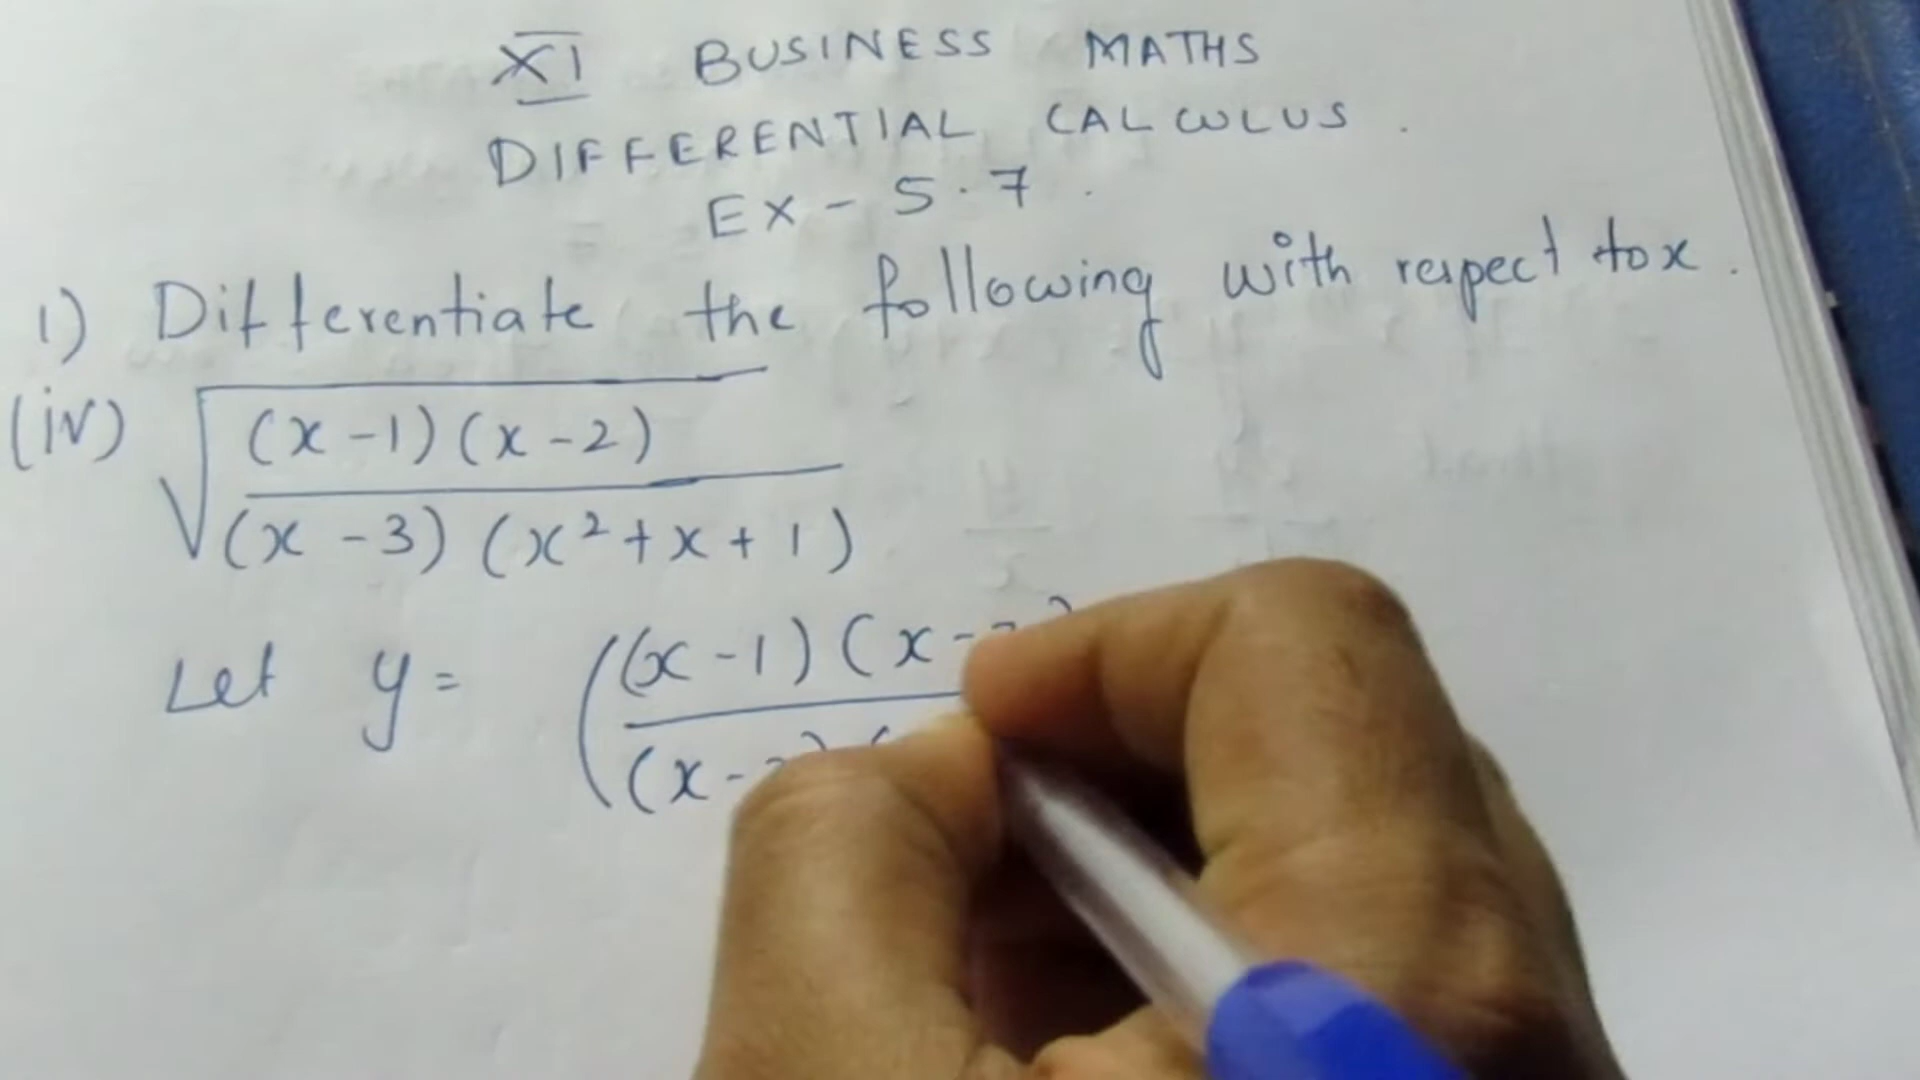 XI BUSINESS MATHS
DIFFERENTIAL CALCULUS.
EX - 5.7.
1) Differentiate the following with respect to x.
(iv) √((x-1)(x-2)
(x-3)(x²+x+1))
Let y = ((x-1)(x-
(x-